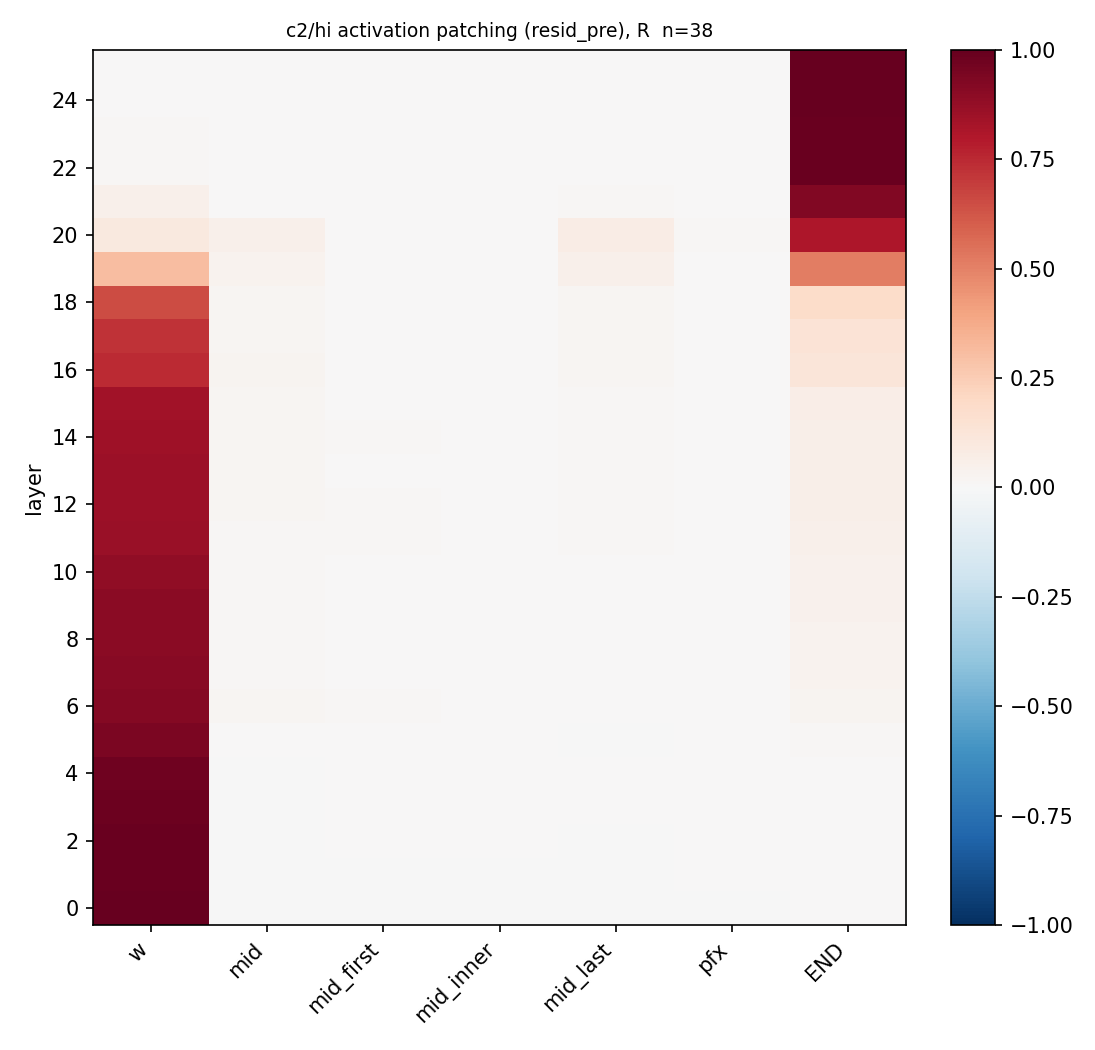 c2/hi activation patching (resid_pre), R  n=38
layer
24
22
20
18
16
14
12
10
8
6
4
2
0
w
mid
mid_first
mid_inner
mid_last
pfx
END
1.00
0.75
0.50
0.25
0.00
−0.25
−0.50
−0.75
−1.00